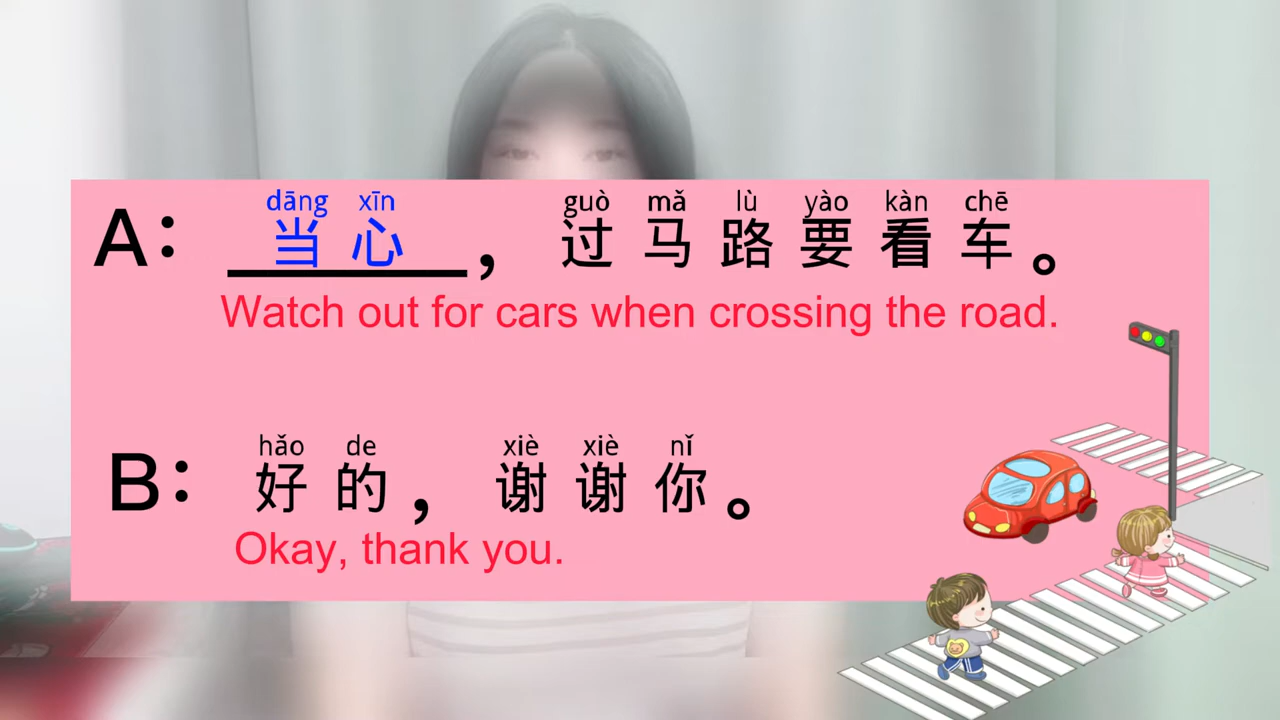 dāng xīn guò mǎ lù yào kàn chē
A：当心，过马路要看车。
Watch out for cars when crossing the road.
hǎo de xiè xiè nǐ
B：好的，谢谢你。
Okay, thank you.